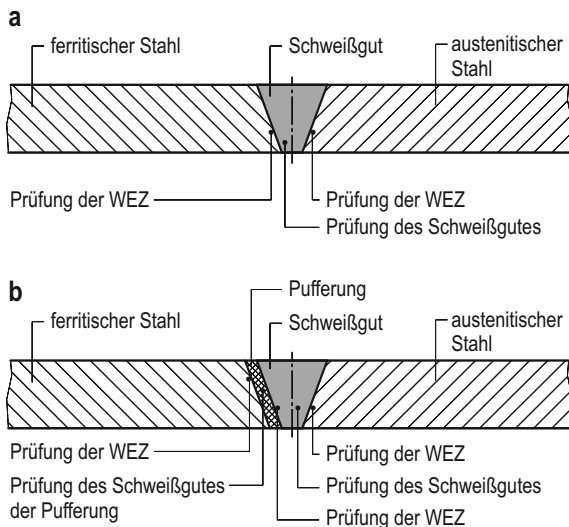 a
ferritischer Stahl
Schweißgut
austenitischer
Stahl
Prüfung der WEZ
Prüfung der WEZ
Prüfung des Schweißgutes
b
Pufferung
ferritischer Stahl
Schweißgut
austenitischer
Stahl
Prüfung der WEZ
Prüfung der WEZ
Prüfung des Schweißgutes
der Pufferung
Prüfung des Schweißgutes
Prüfung der WEZ